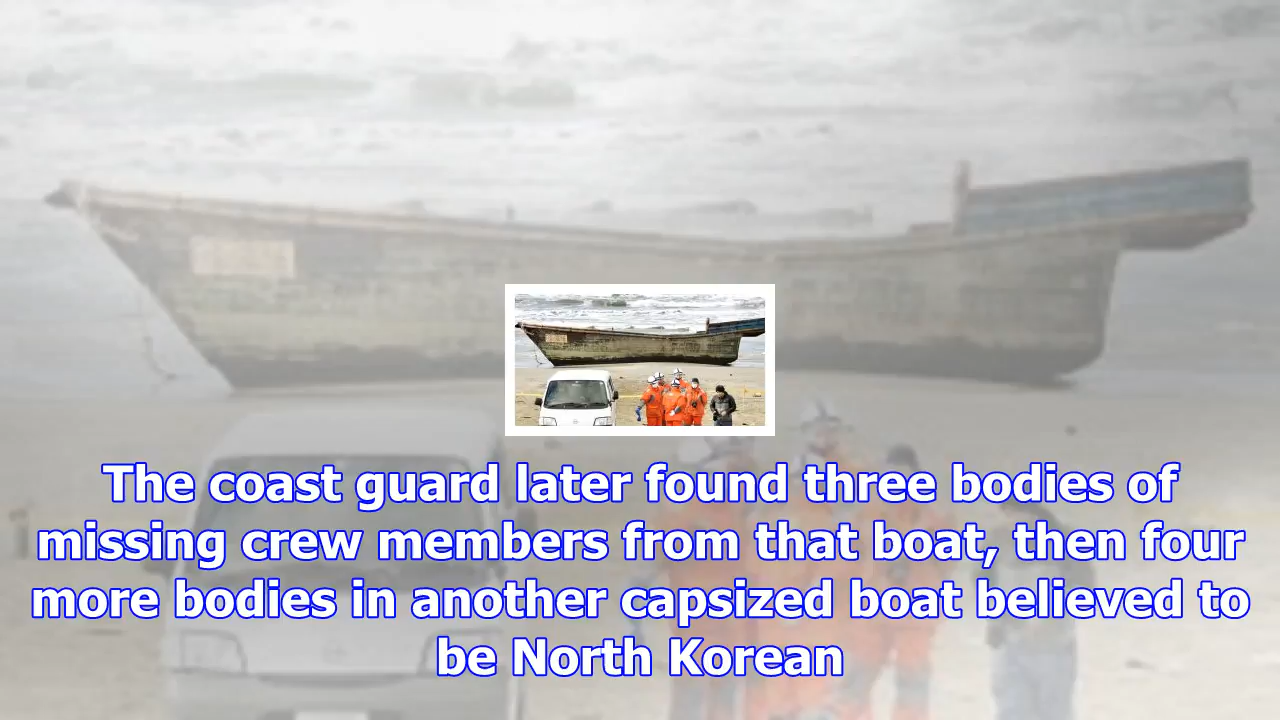 The coast guard later found three bodies of
missing crew members from that boat, then four
more bodies in another capsized boat believed to
be North Korean